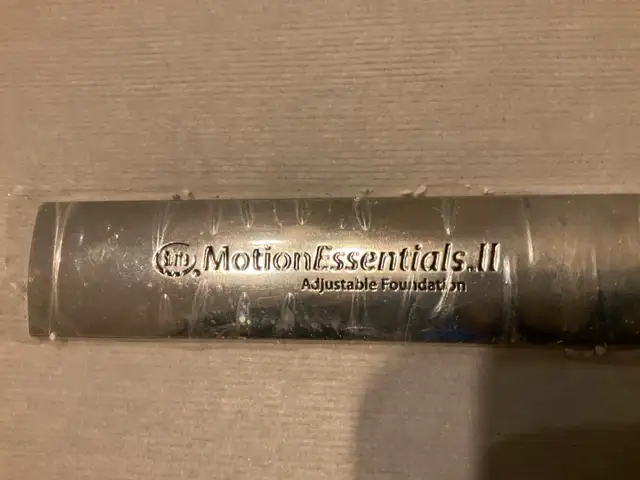 MotionEssentials.II
Adjustable Foundation